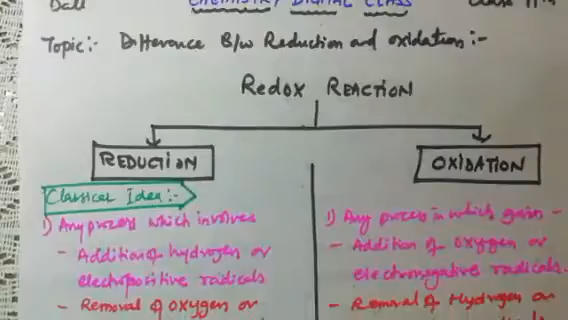 CHEMISTRY DIGITAL CLASS
Topic:- Difference B/w Reduction and oxidation:-
Redox REACTION
REDUCTION
OXIDATION
Classical Idea:-
1) Any process which involves
- Addition of hydrogen or
electropositive radicals
- Removal of oxygen or
1) Any process in which gain -
- Addition of oxygen or
electronegative radicals.
- Removal of Hydrogen or